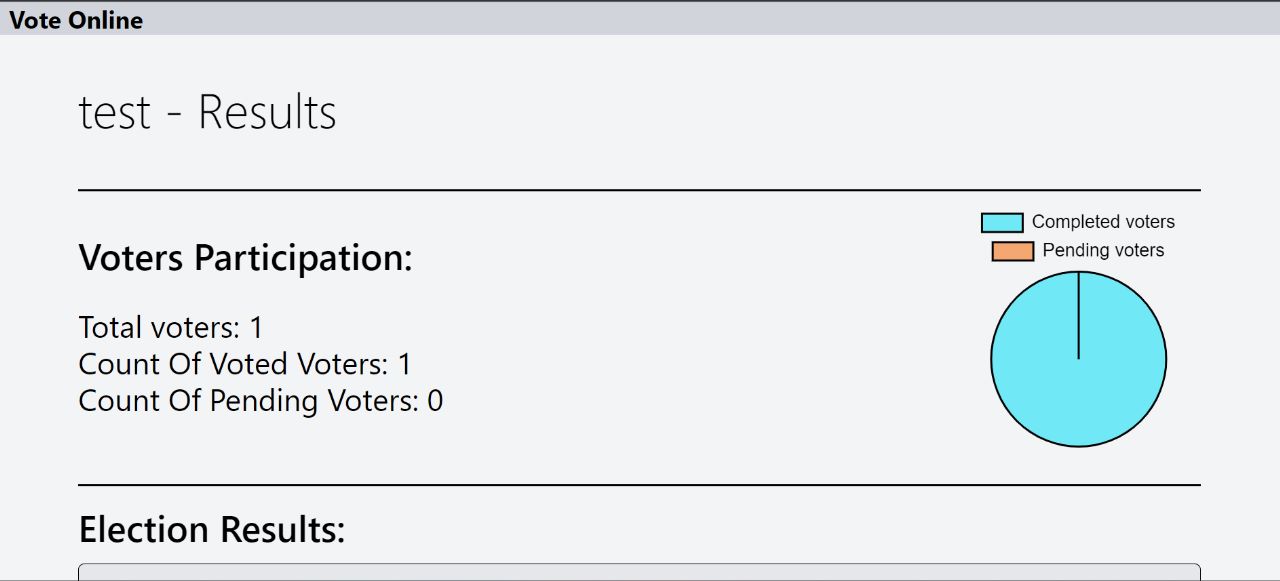 Vote Online
test - Results
Completed voters
Pending voters
Voters Participation:
Total voters: 1
Count Of Voted Voters: 1
Count Of Pending Voters: 0
Election Results: